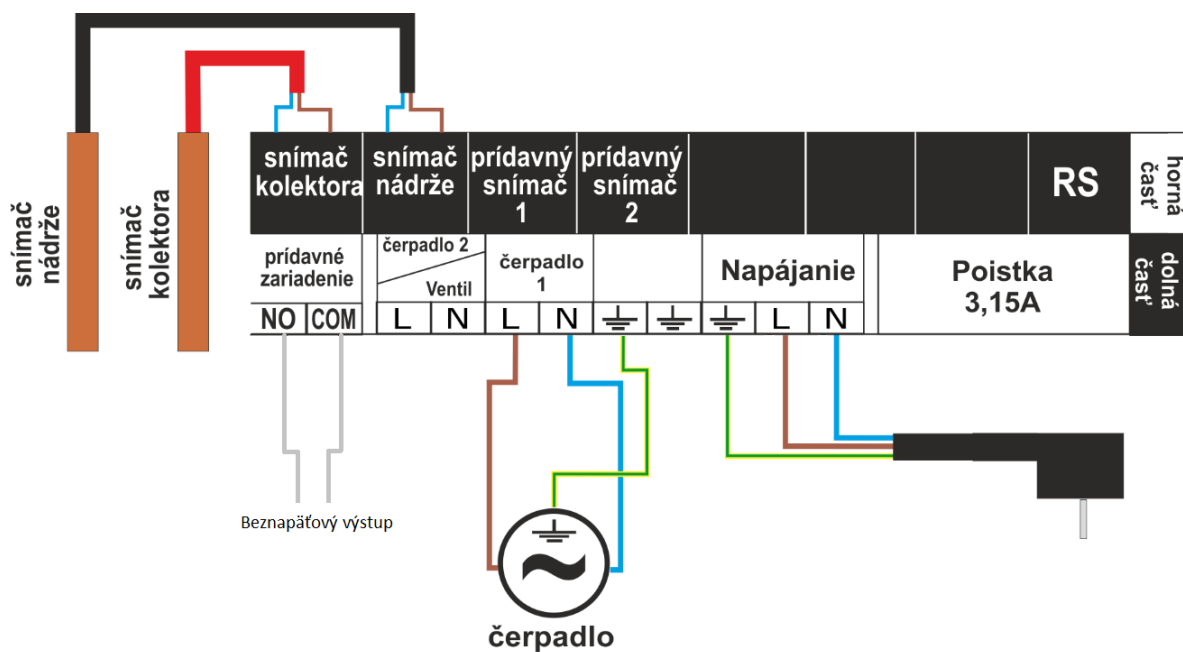 snímač
nádrže
snímač
kolektora
snímač
kolektora
snímač
nádrže
prídavný
snímač
1
prídavný
snímač
2
RS
horná
časť
prídavné
zariadenie
čerpadlo 2
Ventil
čerpadlo
1
Napájanie
Poistka
3,15A
dolná
časť
NO COM L N L N L N
Beznapäťový výstup
čerpadlo